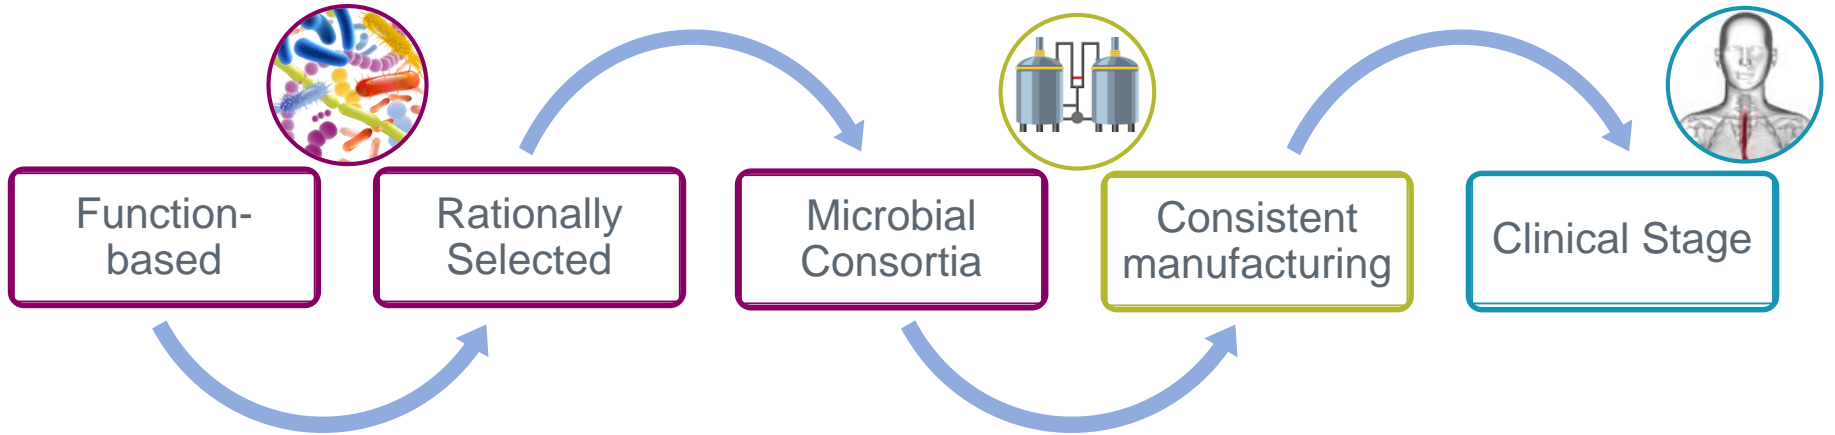 Function-
based
Rationally
Selected
Microbial
Consortia
Consistent
manufacturing
Clinical Stage